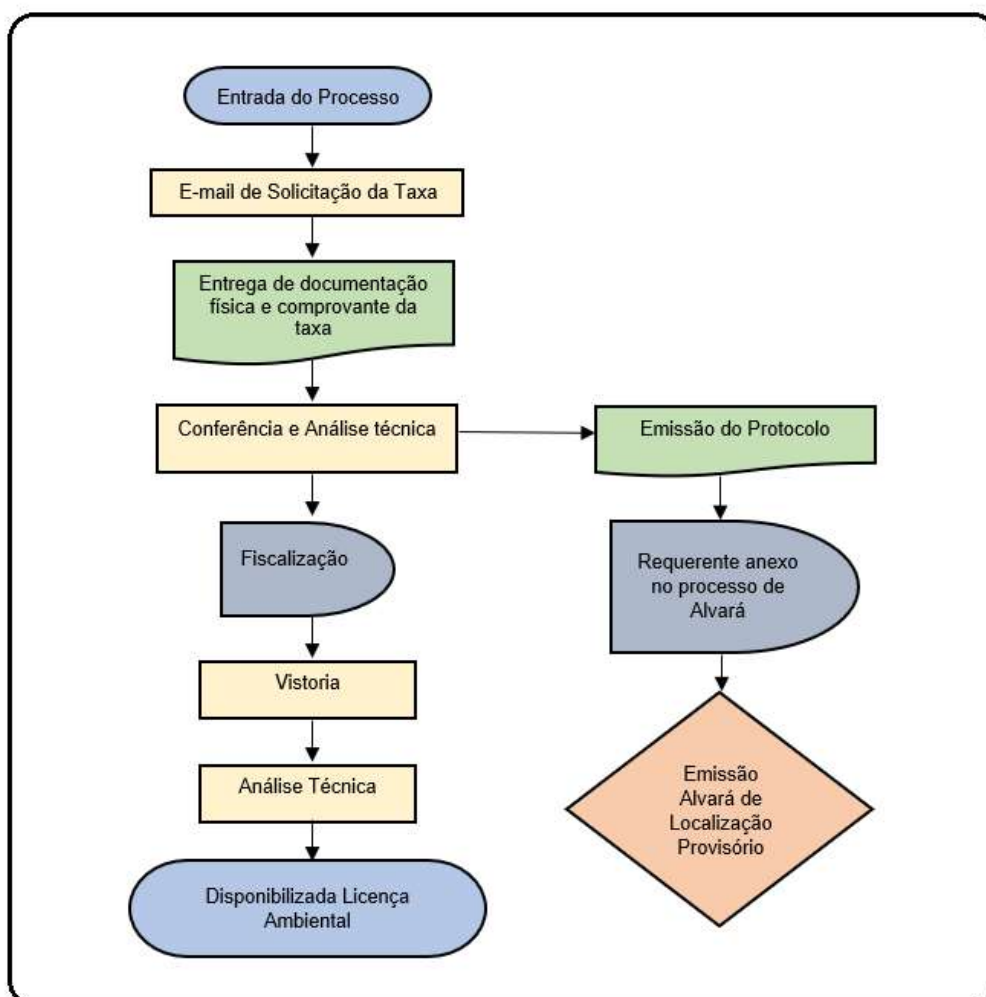 Entrada do Processo
E-mail de Solicitação da Taxa
Entrega de documentação
física e comprovante da
taxa
Conferência e Análise técnica
Emissão do Protocolo
Fiscalização
Requerente anexo
no processo de
Alvará
Vistoria
Análise Técnica
Emissão
Alvará de
Localização
Provisório
Disponibilizada Licença
Ambiental